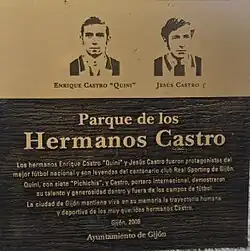 ENRIQUE CASTRO "QUINI"
JESÚS CASTRO
Parque de los
Hermanos Castro
Los hermanos Enrique Castro "Quini" y Jesús Castro fueron protagonistas del
mejor fútbol nacional y son leyendas del centenario club Real Sporting de Gijón.
Quini, con siete "Pichichis", y Castro, portero internacional, demostraron
su talento y generosidad dentro y fuera de los campos de fútbol.
La ciudad de Gijón mantiene viva en su memoria la trayectoria humana
y deportiva de los muy queridos hermanos Castro.
Gijón, 2008
Ayuntamiento de Gijón